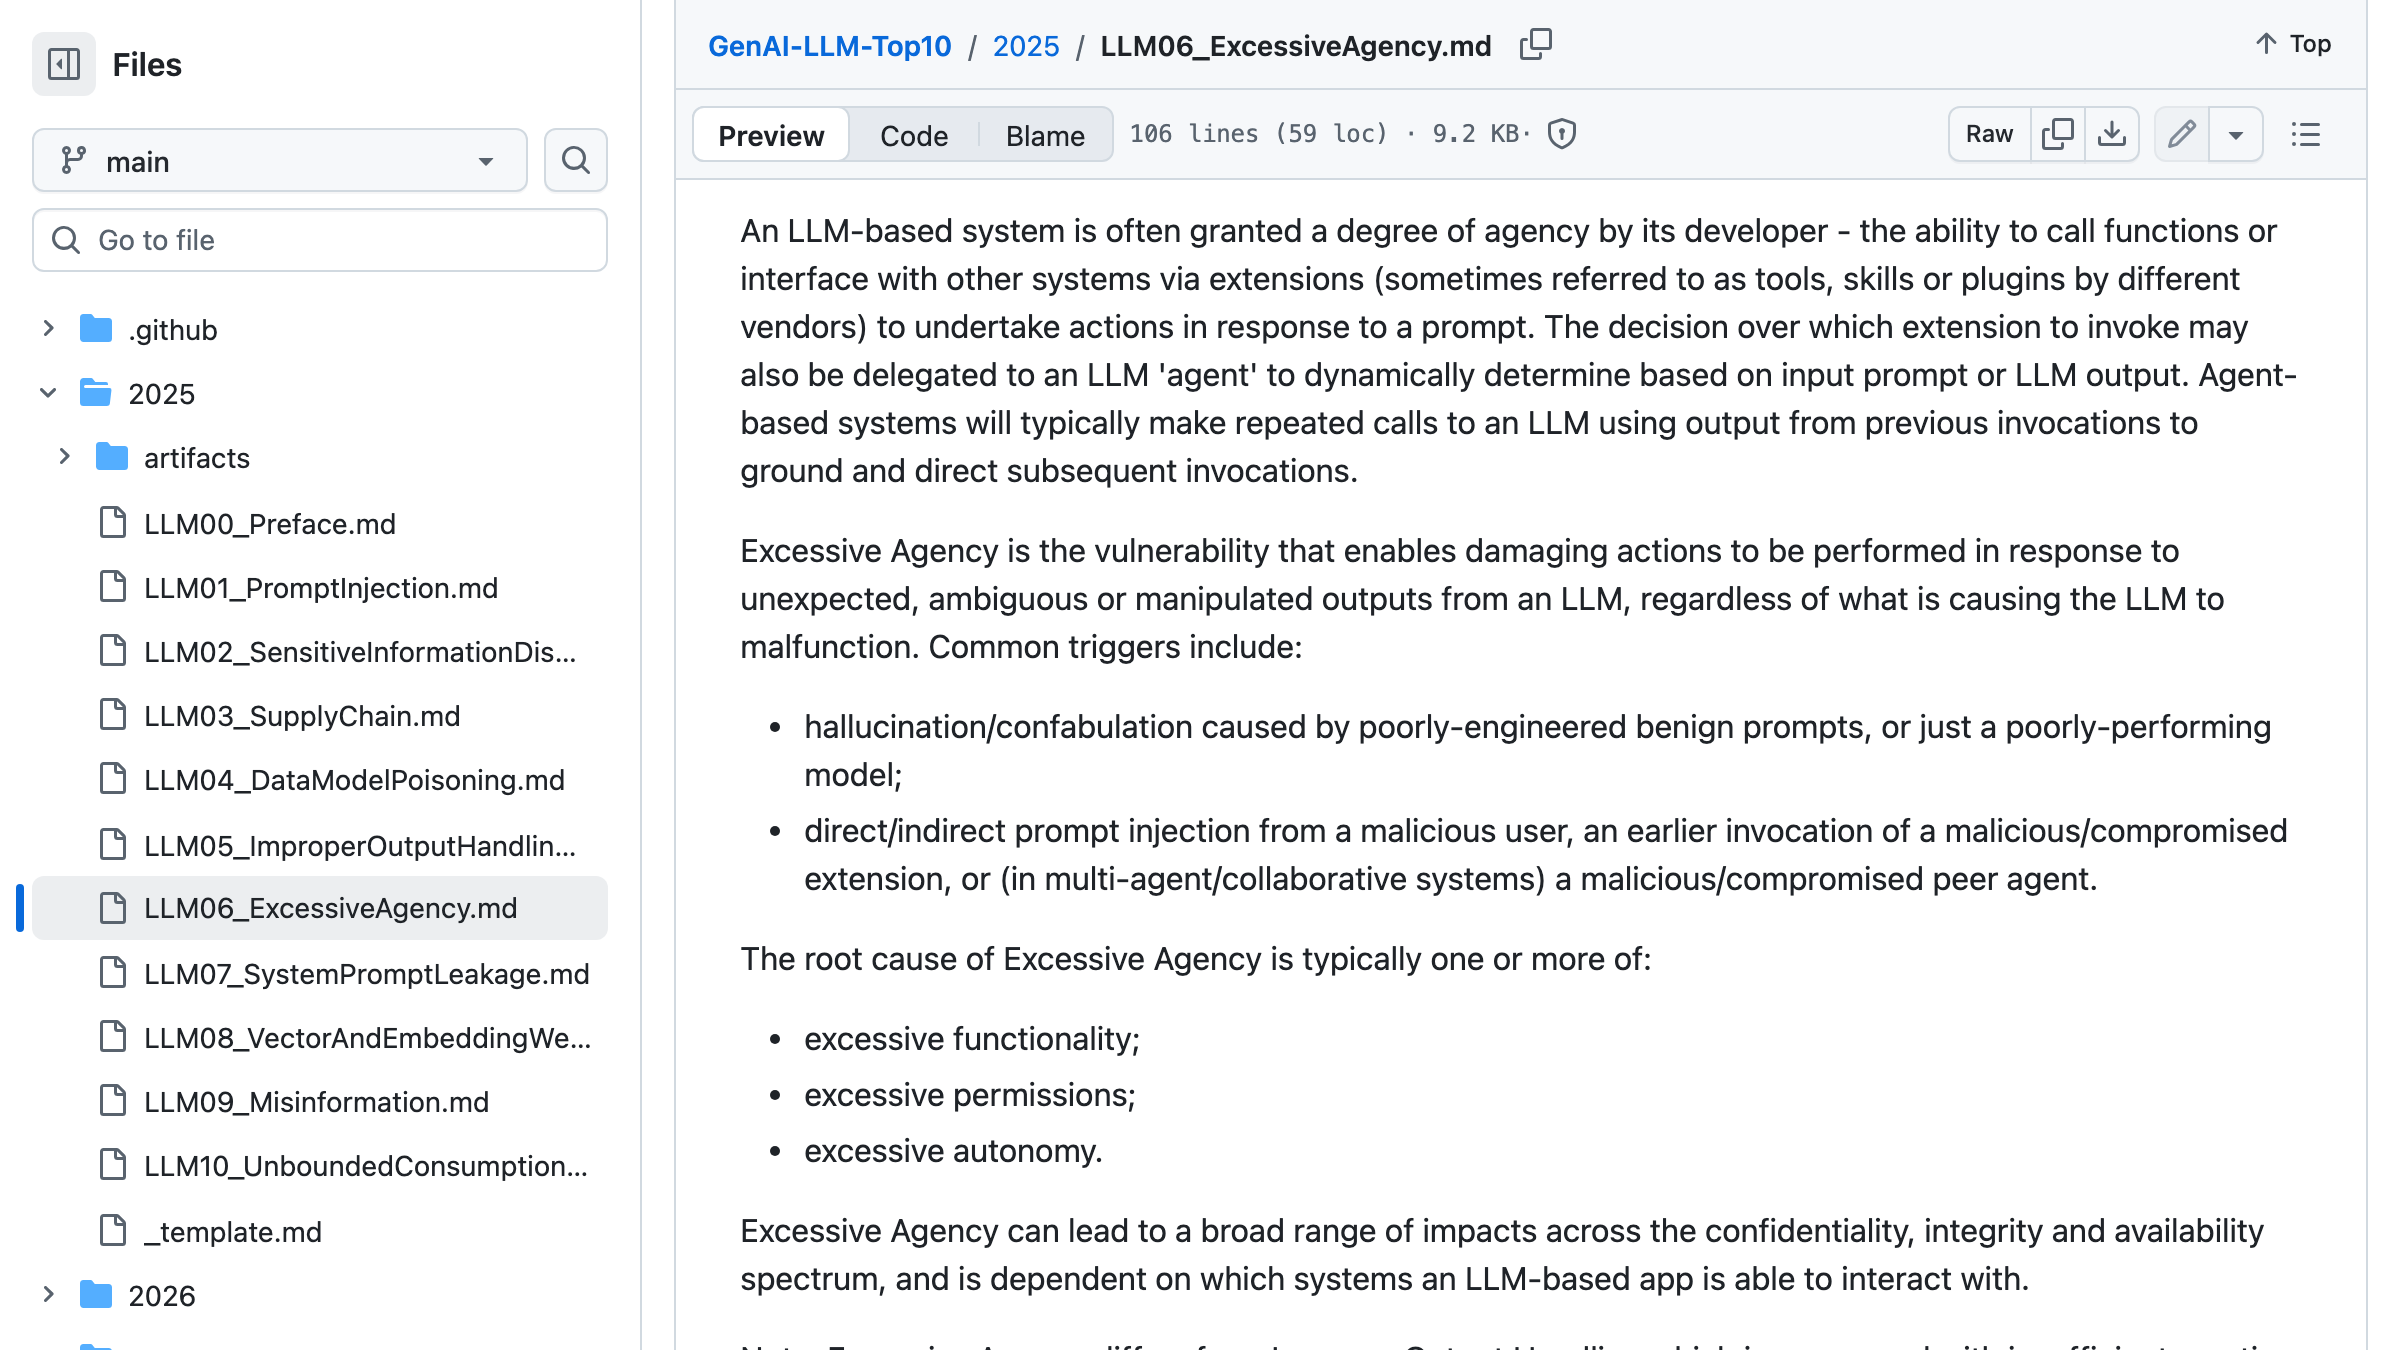 Files
main
Go to file
.github
2025
artifacts
LLM00_Preface.md
LLM01_PromptInjection.md
LLM02_SensitiveInformationDis...
LLM03_SupplyChain.md
LLM04_DataModelPoisoning.md
LLM05_ImproperOutputHandlin...
LLM06_ExcessiveAgency.md
LLM07_SystemPromptLeakage.md
LLM08_VectorAndEmbeddingWe...
LLM09_Misinformation.md
LLM10_UnboundedConsumption...
_template.md
2026
GenAI-LLM-Top10 / 2025 / LLM06_ExcessiveAgency.md
Top
Preview Code Blame 106 lines (59 loc) · 9.2 KB· Raw
An LLM-based system is often granted a degree of agency by its developer - the ability to call functions or
interface with other systems via extensions (sometimes referred to as tools, skills or plugins by different
vendors) to undertake actions in response to a prompt. The decision over which extension to invoke may
also be delegated to an LLM 'agent' to dynamically determine based on input prompt or LLM output. Agent-
based systems will typically make repeated calls to an LLM using output from previous invocations to
ground and direct subsequent invocations.
Excessive Agency is the vulnerability that enables damaging actions to be performed in response to
unexpected, ambiguous or manipulated outputs from an LLM, regardless of what is causing the LLM to
malfunction. Common triggers include:
• hallucination/confabulation caused by poorly-engineered benign prompts, or just a poorly-performing
model;
• direct/indirect prompt injection from a malicious user, an earlier invocation of a malicious/compromised
extension, or (in multi-agent/collaborative systems) a malicious/compromised peer agent.
The root cause of Excessive Agency is typically one or more of:
• excessive functionality;
• excessive permissions;
• excessive autonomy.
Excessive Agency can lead to a broad range of impacts across the confidentiality, integrity and availability
spectrum, and is dependent on which systems an LLM-based app is able to interact with.